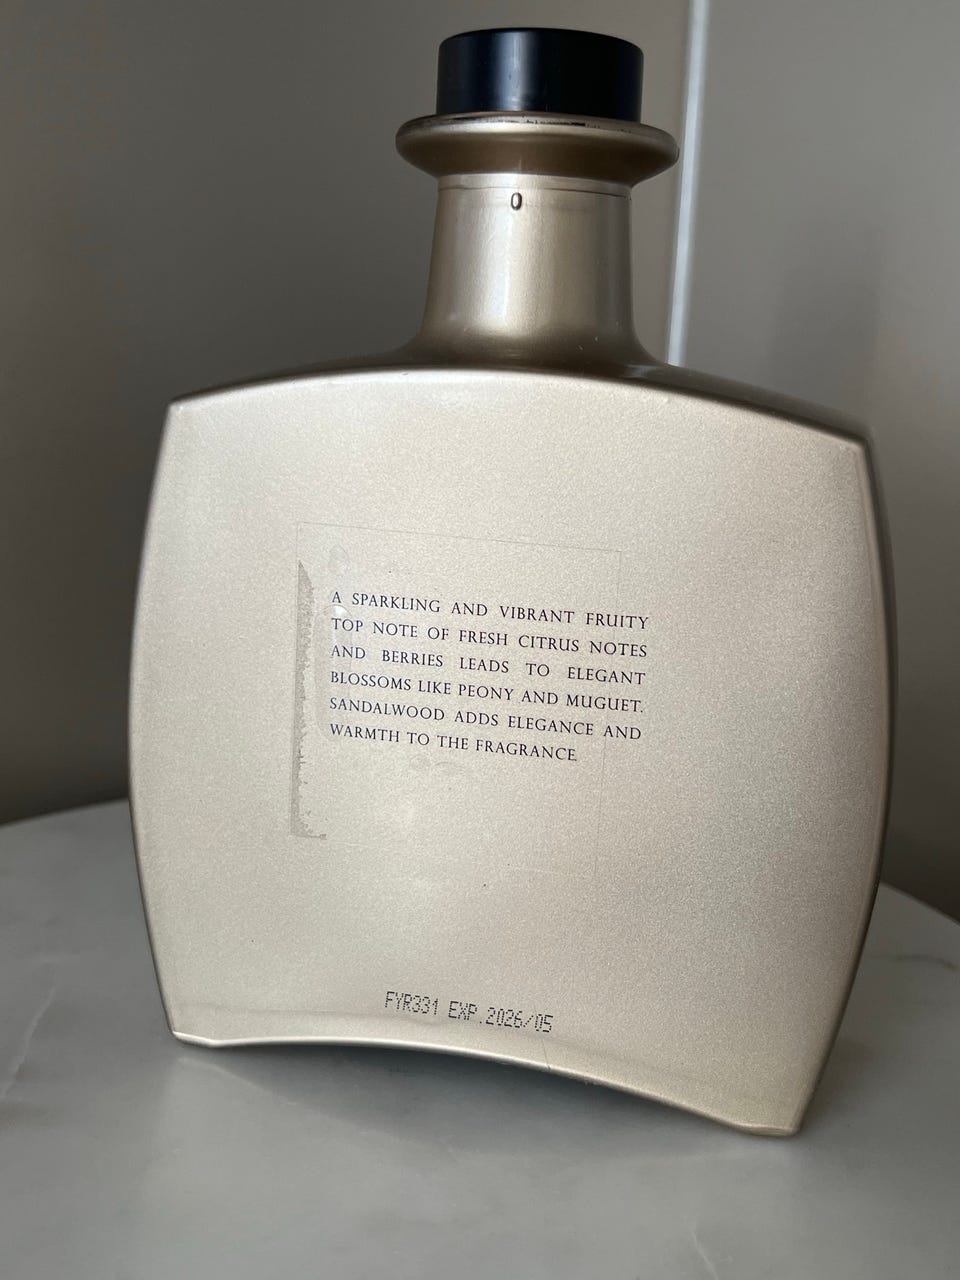 0
A SPARKLING AND VIBRANT FRUITY
TOP NOTE OF FRESH CITRUS NOTES
AND BERRIES LEADS TO ELEGANT
BLOSSOMS LIKE PEONY AND MUGUET.
SANDALWOOD ADDS ELEGANCE AND
WARMTH TO THE FRAGRANCE.
FYR331 EXP.2026/05